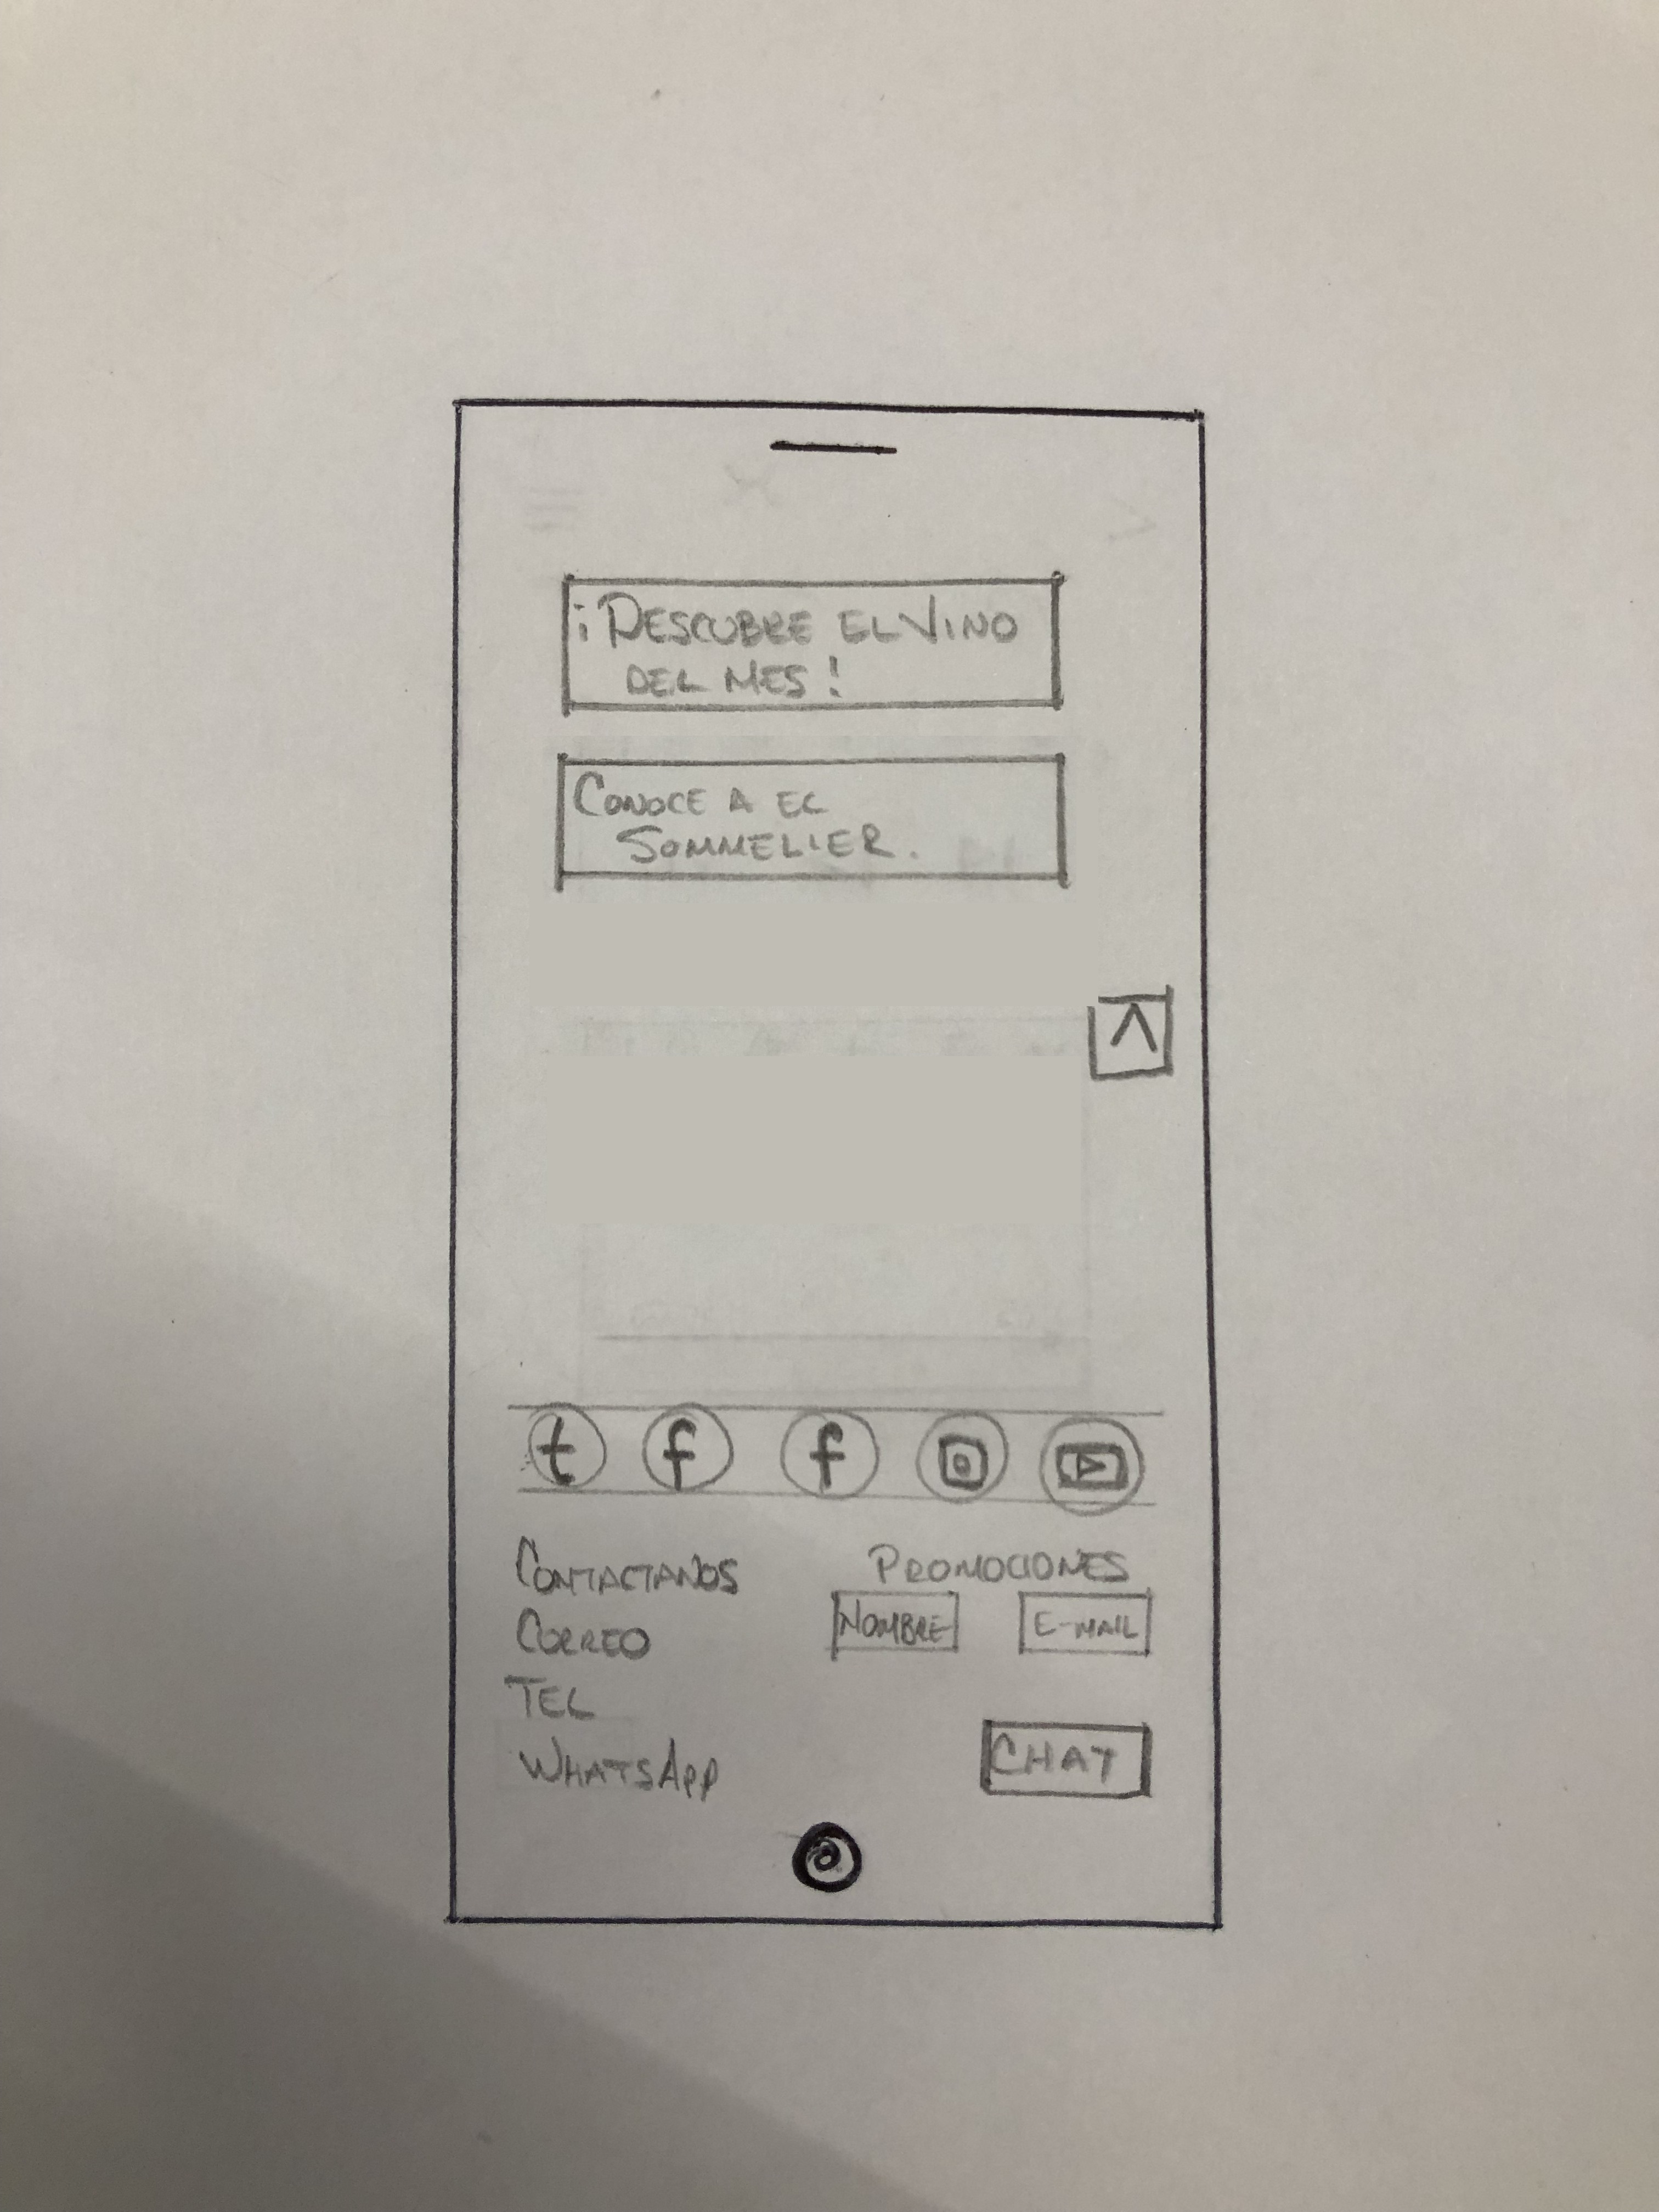 ¡DESCUBRE EL VINO
DEL MES!
CONOCE A EL
SOMMELIER.
t f f
CONTACTANOS
CORREO
TEL
WHATSAPP
PROMOCIONES
NOMBRE E-MAIL
CHAT